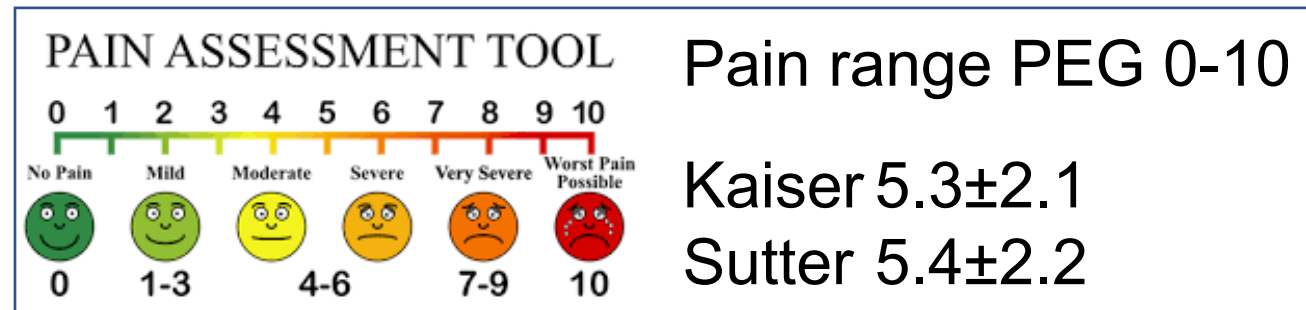 PAIN ASSESSMENT TOOL
0 1 2 3 4 5 6 7 8 9 10
No Pain Mild Moderate Severe Very Severe Worst Pain Possible
0 1-3 4-6 7-9 10
Pain range PEG 0-10
Kaiser 5.3±2.1
Sutter 5.4±2.2